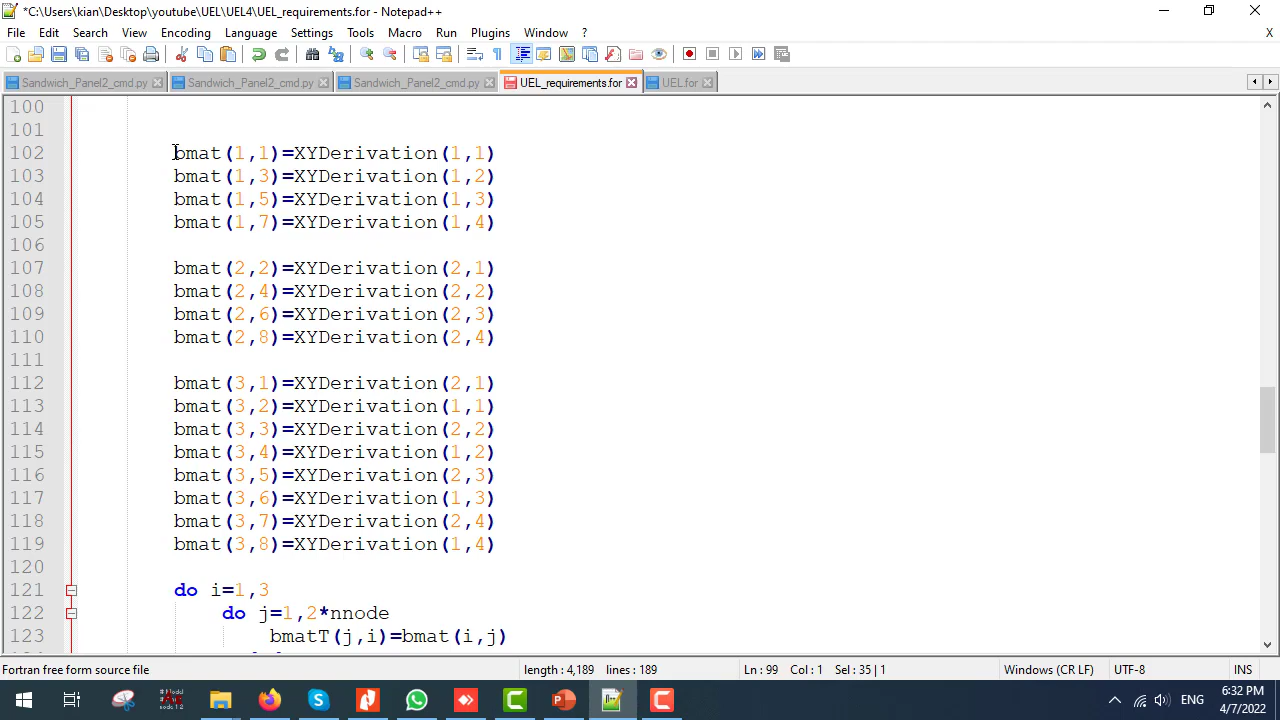 *C:\Users\kian\Desktop\youtube\UEL\UEL4\UEL_requirements.for - Notepad++
File Edit Search View Encoding Language Settings Tools Macro Run Plugins Window ? X
Sandwich_Panel2_cmd.py Sandwich_Panel2_cmd.py Sandwich_Panel2_cmd.py UEL_requirements.for UEL.for
100
101
102 bmat(1,1)=XYDerivation(1,1)
103 bmat(1,3)=XYDerivation(1,2)
104 bmat(1,5)=XYDerivation(1,3)
105 bmat(1,7)=XYDerivation(1,4)
106
107 bmat(2,2)=XYDerivation(2,1)
108 bmat(2,4)=XYDerivation(2,2)
109 bmat(2,6)=XYDerivation(2,3)
110 bmat(2,8)=XYDerivation(2,4)
111
112 bmat(3,1)=XYDerivation(2,1)
113 bmat(3,2)=XYDerivation(1,1)
114 bmat(3,3)=XYDerivation(2,2)
115 bmat(3,4)=XYDerivation(1,2)
116 bmat(3,5)=XYDerivation(2,3)
117 bmat(3,6)=XYDerivation(1,3)
118 bmat(3,7)=XYDerivation(2,4)
119 bmat(3,8)=XYDerivation(1,4)
120
121 do i=1,3
122 do j=1,2*nnode
123 bmatT(j,i)=bmat(i,j)
Fortran free form source file length : 4,189 lines : 189 Ln : 99 Col : 1 Sel : 35 | 1 Windows (CR LF) UTF-8 INS
ENG 6:32 PM
4/7/2022